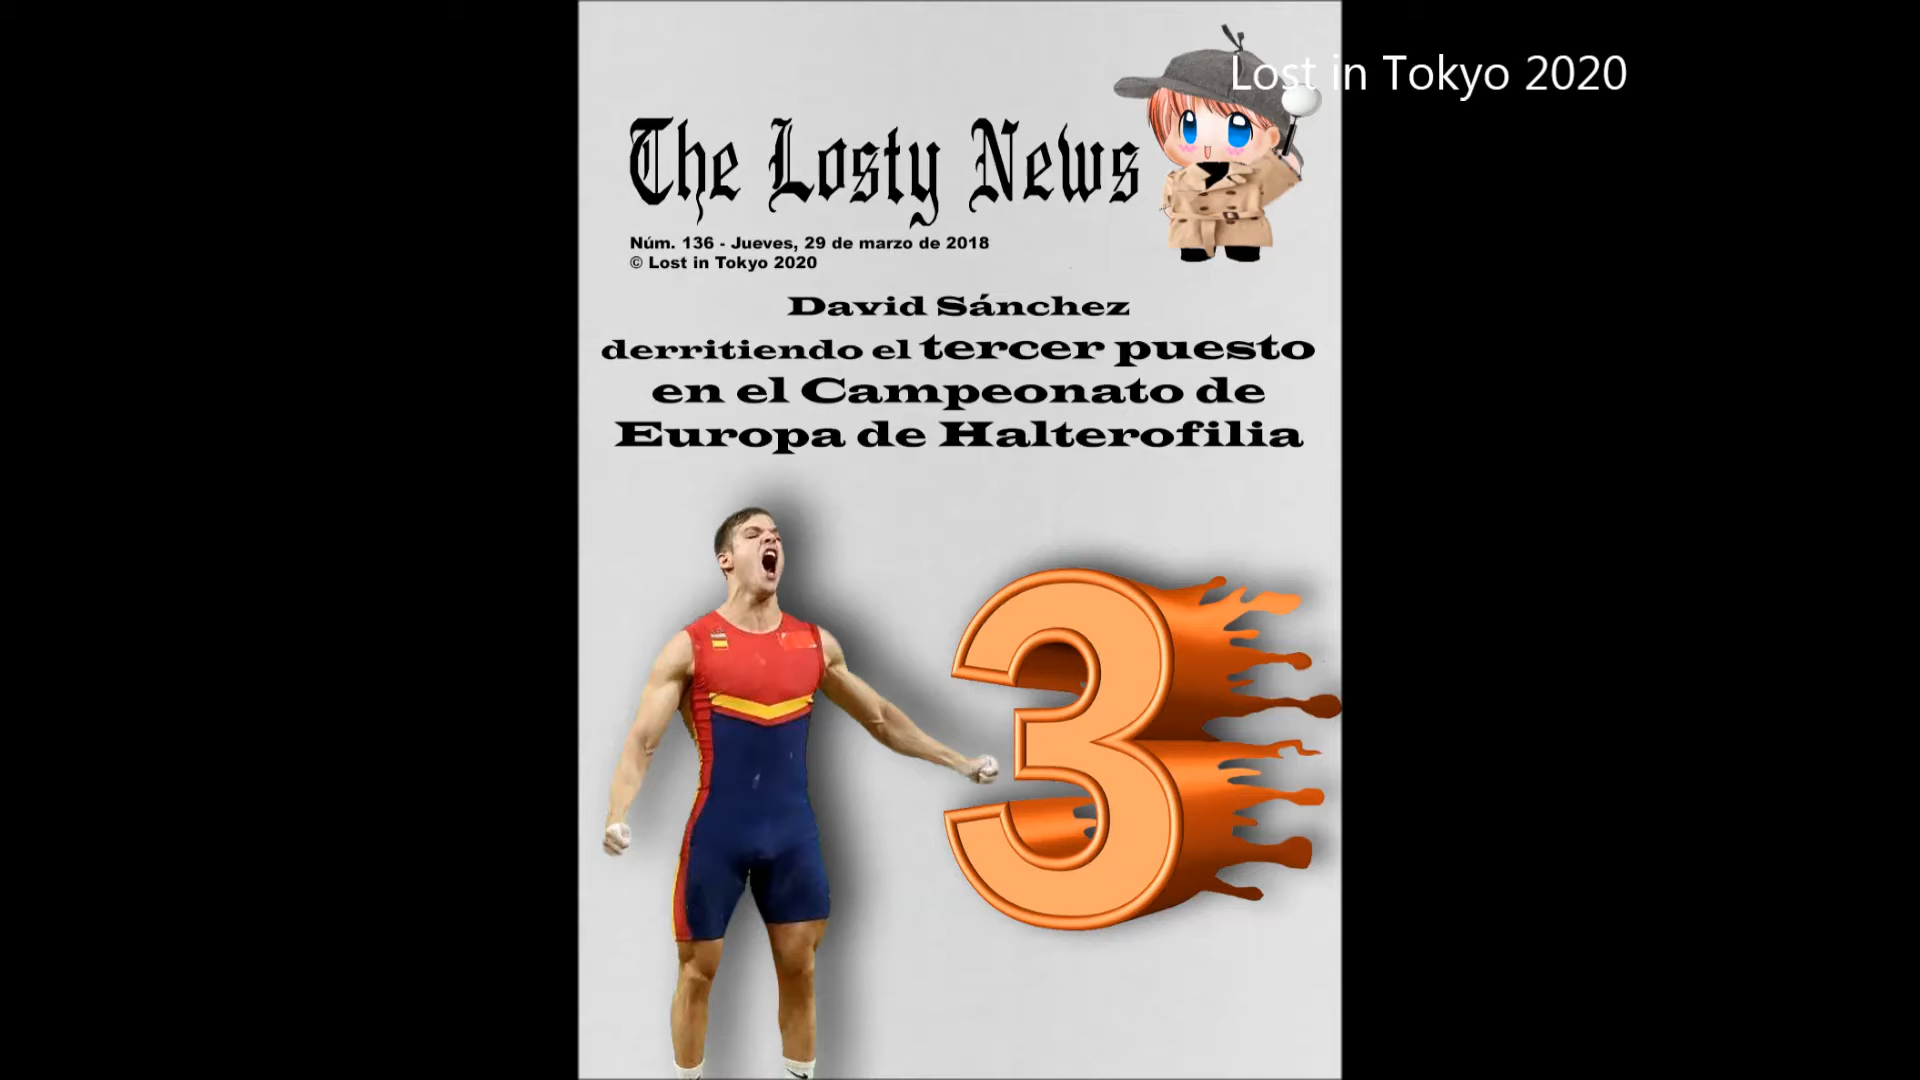 Lost in Tokyo 2020
The Losty News
Núm. 136 - Jueves, 29 de marzo de 2018
© Lost in Tokyo 2020
David Sánchez
derritiendo el tercer puesto
en el Campeonato de
Europa de Halterofilia
3